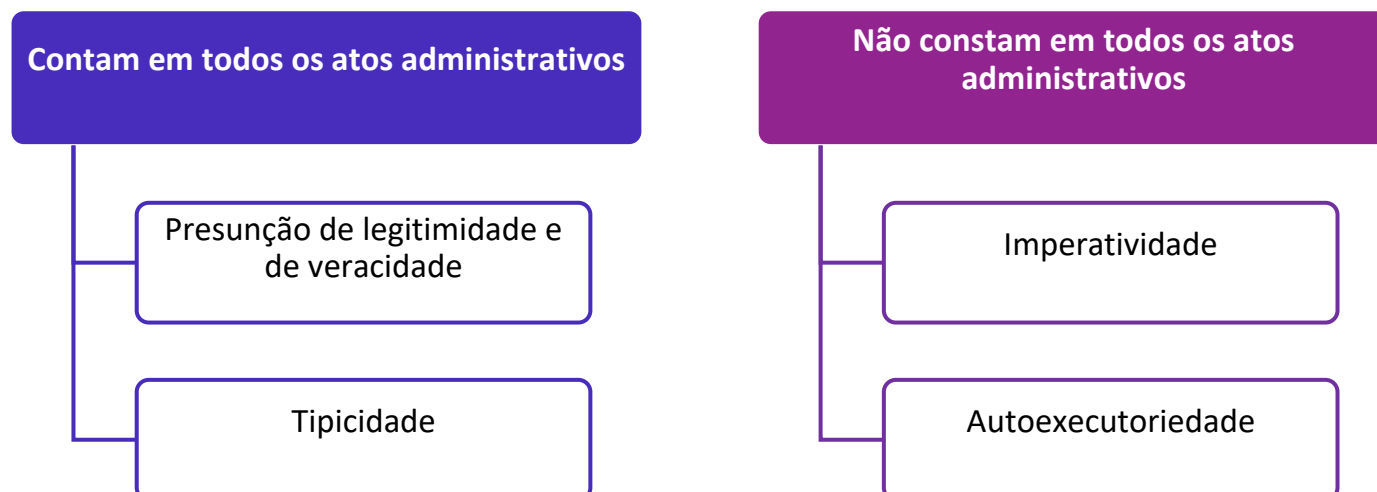 Contam em todos os atos administrativos
Presunção de legitimidade e
de veracidade
Tipicidade
Não constam em todos os atos
administrativos
Imperatividade
Autoexecutoriedade